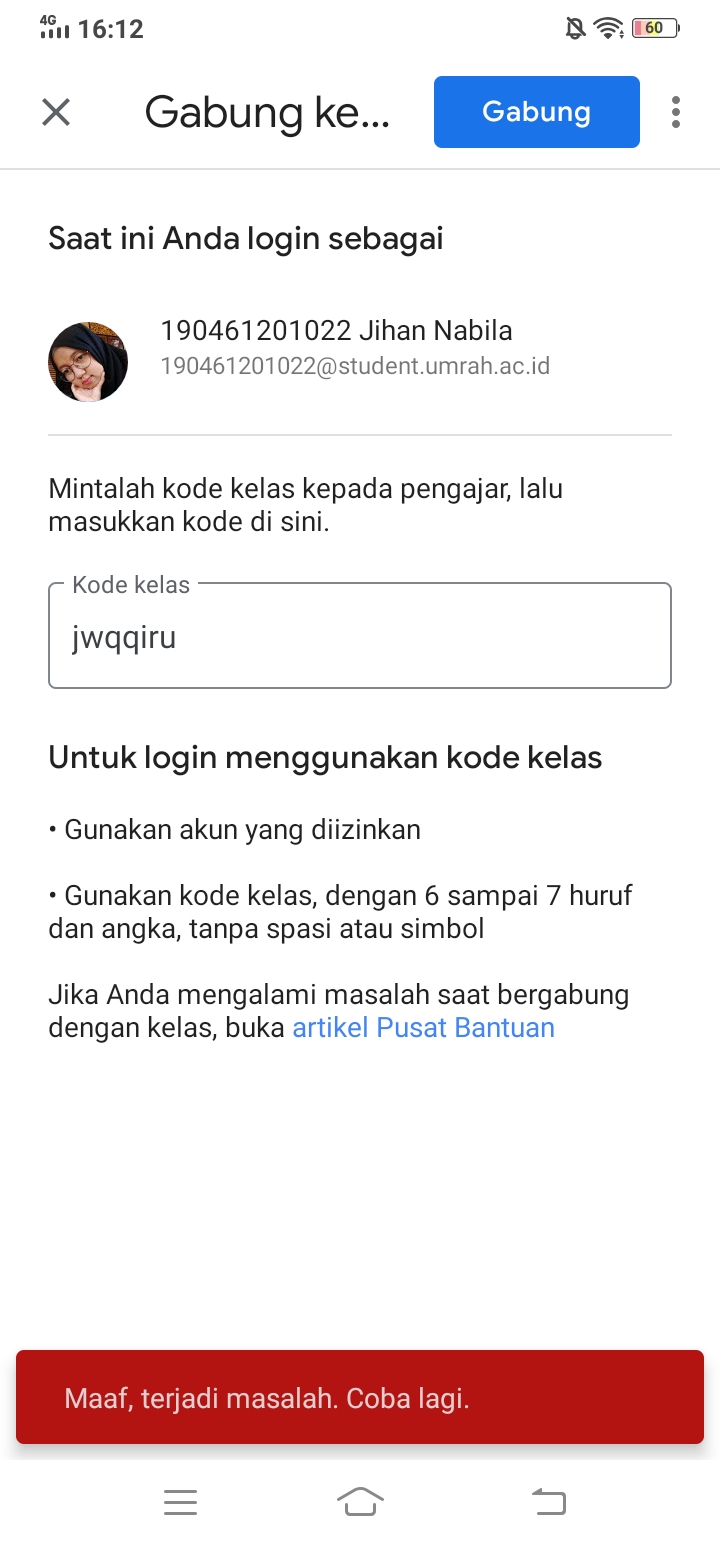 4G 16:12 60
Gabung ke... Gabung
Saat ini Anda login sebagai
190461201022 Jihan Nabila
190461201022@student.umrah.ac.id
Mintalah kode kelas kepada pengajar, lalu
masukkan kode di sini.
Kode kelas
jwqqiru
Untuk login menggunakan kode kelas
• Gunakan akun yang diizinkan
• Gunakan kode kelas, dengan 6 sampai 7 huruf
dan angka, tanpa spasi atau simbol
Jika Anda mengalami masalah saat bergabung
dengan kelas, buka artikel Pusat Bantuan
Maaf, terjadi masalah. Coba lagi.